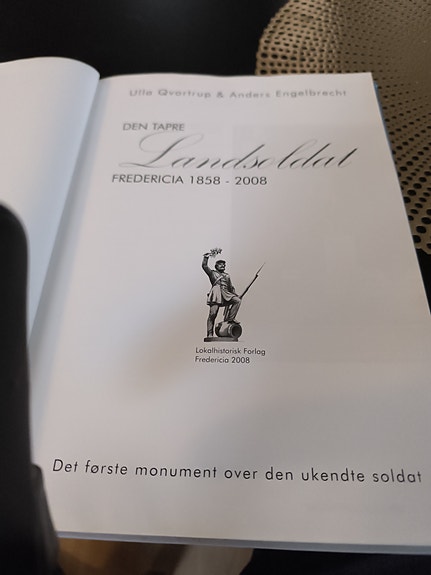 Ulla Qvortrup & Anders Engelbrecht
DEN TAPRE
Landsoldat
FREDERICIA 1858 - 2008
Lokalhistorisk Forlag
Fredericia 2008
Det første monument over den ukendte soldat